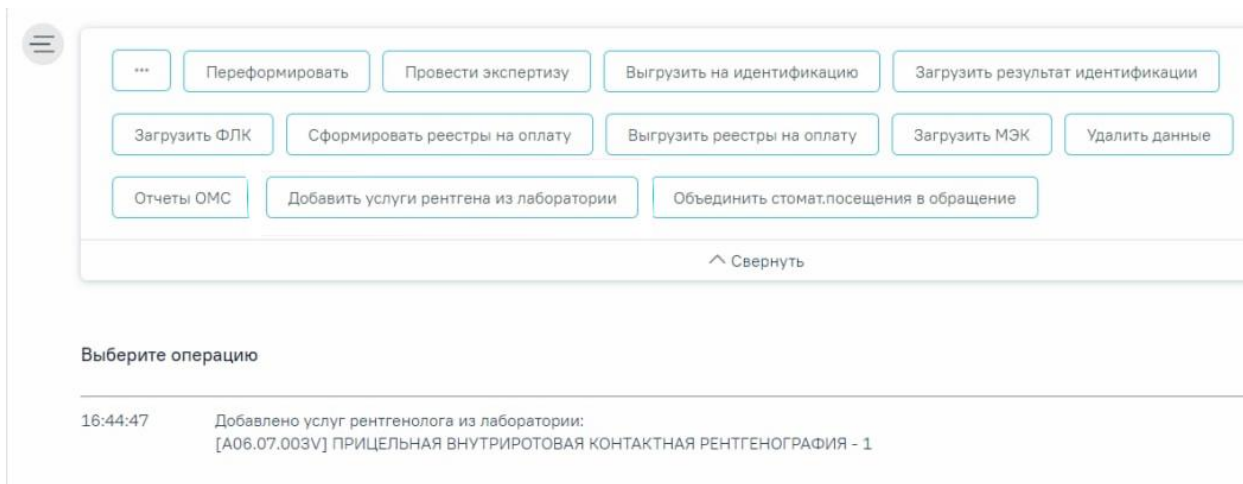 ... Переформировать Провести экспертизу Выгрузить на идентификацию Загрузить результат идентификации
Загрузить ФЛК Сформировать реестры на оплату Выгрузить реестры на оплату Загрузить МЭК Удалить данные
Отчеты ОМС Добавить услуги рентгена из лаборатории Объединить стомат.посещения в обращение
Свернуть
Выберите операцию
16:44:47 Добавлено услуг рентгенолога из лаборатории:
[A06.07.003V] ПРИЦЕЛЬНАЯ ВНУТРИРОТОВАЯ КОНТАКТНАЯ РЕНТГЕНОГРАФИЯ - 1